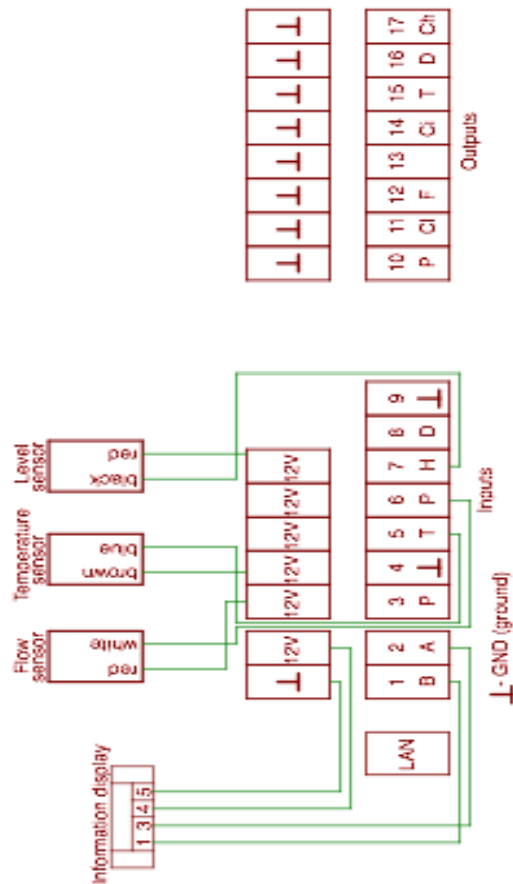 Information display
1 3 4 5
Flow
sensor
red white
Temperature
sensor
brown blue
Level
sensor
black red
⊥ 12V
12V 12V 12V 12V 12V
⊥ ⊥ ⊥ ⊥ ⊥ ⊥ ⊥ ⊥
LAN
1 2
B A
3 4 5 6 7 8 9
P ⊥ T P H D ⊥
10 11 12 13 14 15 16 17
P Cl F Ci T D Ch
Inputs
Outputs
⊥ - GND (ground)